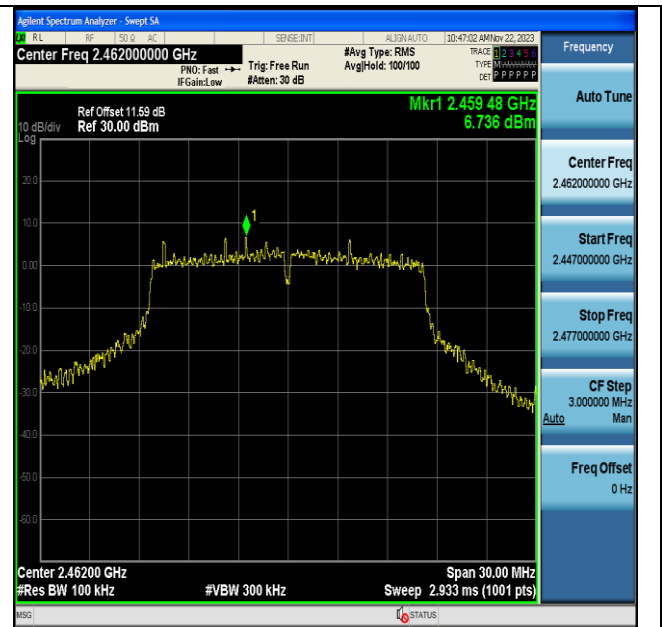 Agilent Spectrum Analyzer - Swept SA
RL RF 50 Ω AC SENSE:INT ALIGN AUTO 10:47:02 AM Nov 22, 2023
Center Freq 2.462000000 GHz
PNO: Fast
IFGain:Low
Trig: Free Run
#Atten: 30 dB
#Avg Type: RMS
Avg|Hold: 100/100
TRACE 1 2 3 4 5 6
TYPE M
DET P P P P P P
Ref Offset 11.59 dB
10 dB/div Ref 30.00 dBm
Log
Mkr1 2.459 48 GHz
6.736 dBm
1
20.0
10.0
0.00
-10.0
-20.0
-30.0
-40.0
-50.0
-60.0
Center 2.46200 GHz Span 30.00 MHz
#Res BW 100 kHz #VBW 300 kHz Sweep 2.933 ms (1001 pts)
MSG STATUS
Frequency
Auto Tune
Center Freq
2.462000000 GHz
Start Freq
2.447000000 GHz
Stop Freq
2.477000000 GHz
CF Step
3.000000 MHz
Auto Man
Freq Offset
0 Hz